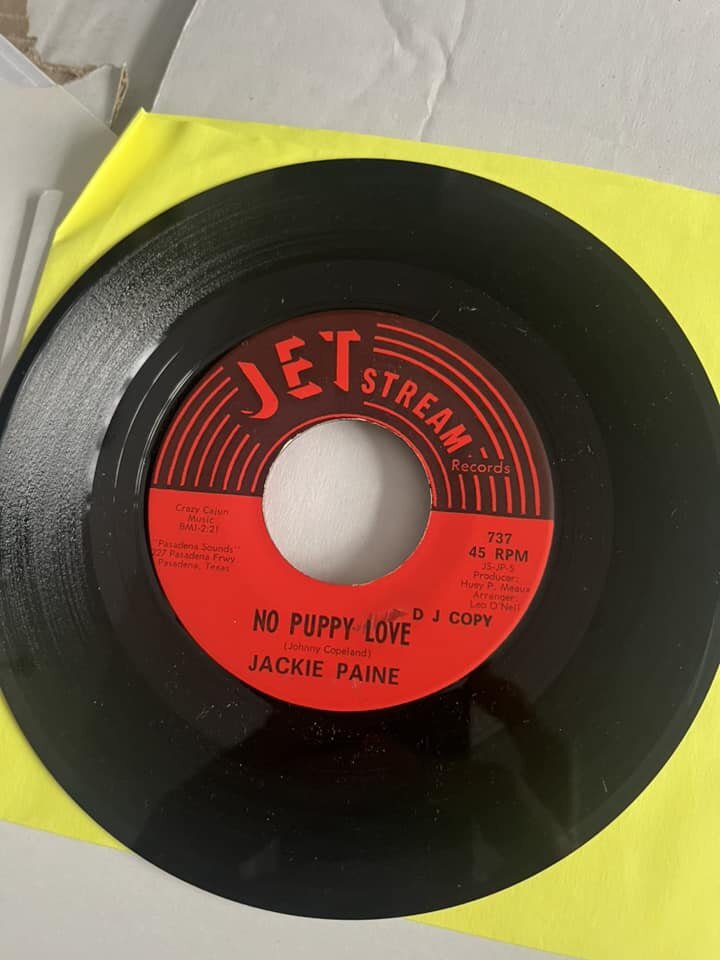 JET
STREAM
Records
Crazy Cajun
Music
BMI-2:21
"Pasadena Sounds"
227 Pasadena Frwy
Pasadena, Texas
737
45 RPM
JS-JP-5
Producer:
Huey P. Meaux
Arranger:
Leo O'Neil
D J COPY
NO PUPPY LOVE
(Johnny Copeland)
JACKIE PAINE